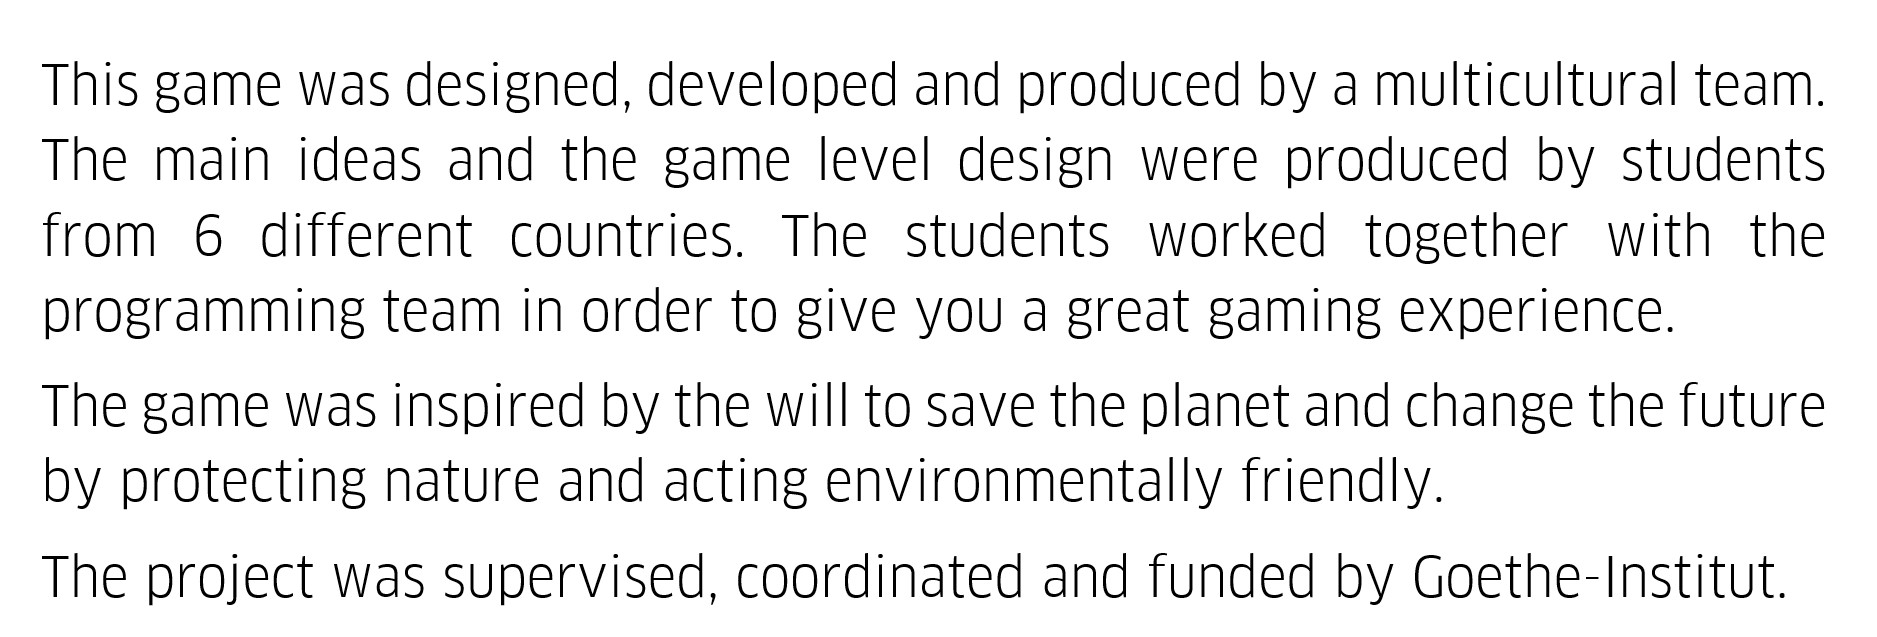 This game was designed, developed and produced by a multicultural team.
The main ideas and the game level design were produced by students
from 6 different countries. The students worked together with the
programming team in order to give you a great gaming experience.
The game was inspired by the will to save the planet and change the future
by protecting nature and acting environmentally friendly.
The project was supervised, coordinated and funded by Goethe-Institut.